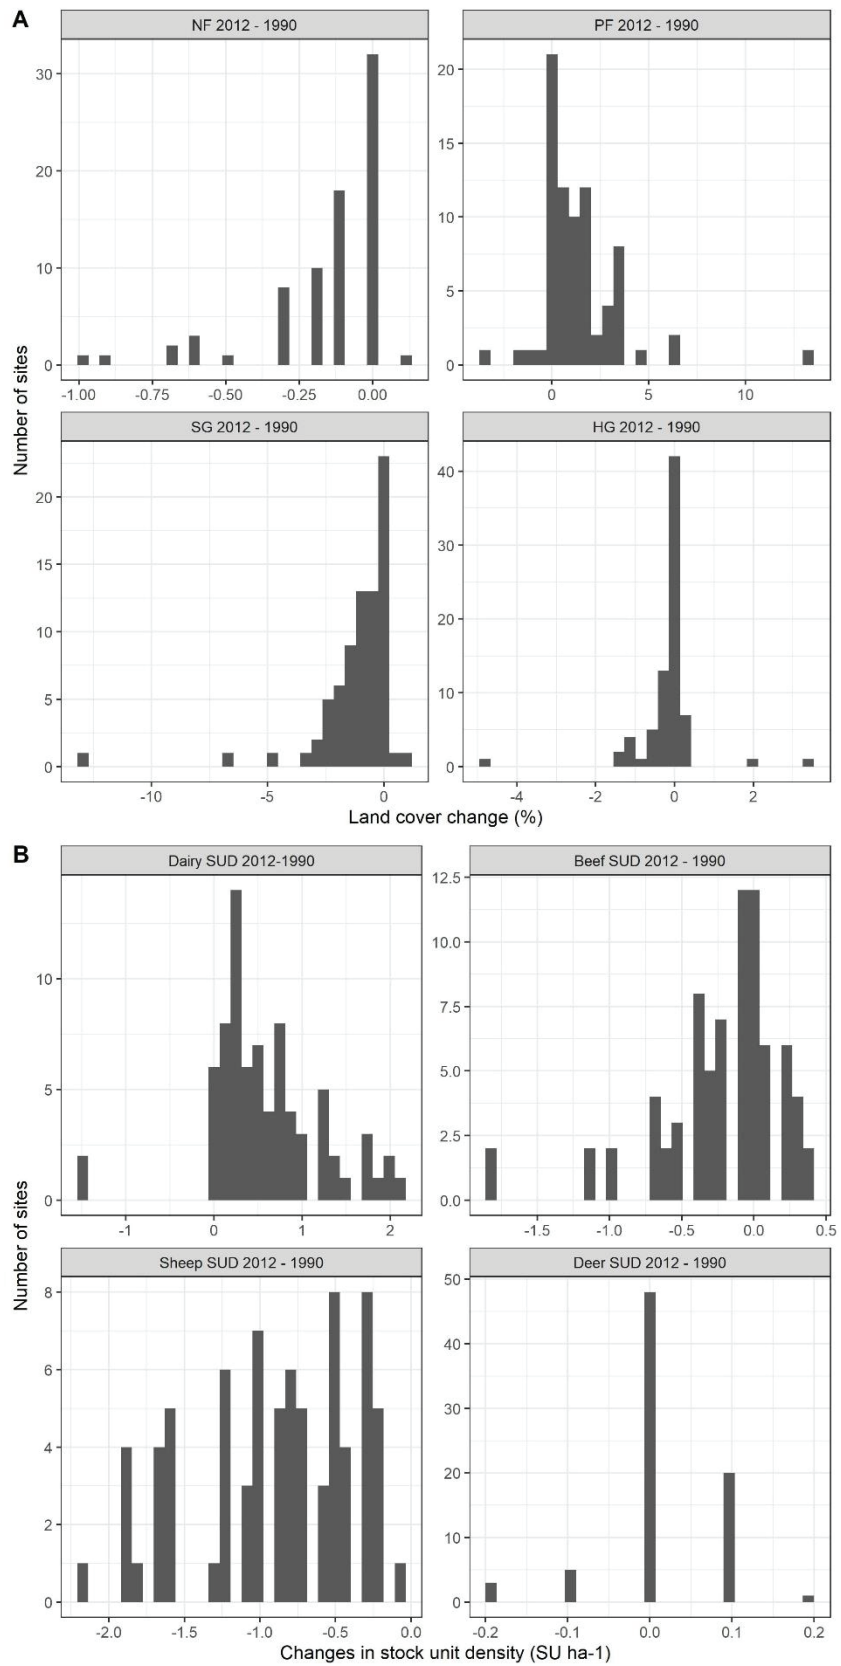 A
NF 2012 - 1990
PF 2012 - 1990
30
20
10
0
-1.00 -0.75 -0.50 -0.25 0.00
20
15
10
5
0
0 5 10
SG 2012 - 1990
HG 2012 - 1990
20
15
10
5
0
-10 -5 0
40
30
20
10
0
-4 -2 0 2
Number of sites
Land cover change (%)
B
Dairy SUD 2012-1990
Beef SUD 2012 - 1990
10
5
0
-1 0 1 2
12.5
10.0
7.5
5.0
2.5
0.0
-1.5 -1.0 -0.5 0.0 0.5
Sheep SUD 2012 - 1990
Deer SUD 2012 - 1990
8
6
4
2
0
-2.0 -1.5 -1.0 -0.5 0.0
50
40
30
20
10
0
-0.2 -0.1 0.0 0.1 0.2
Number of sites
Changes in stock unit density (SU ha-1)